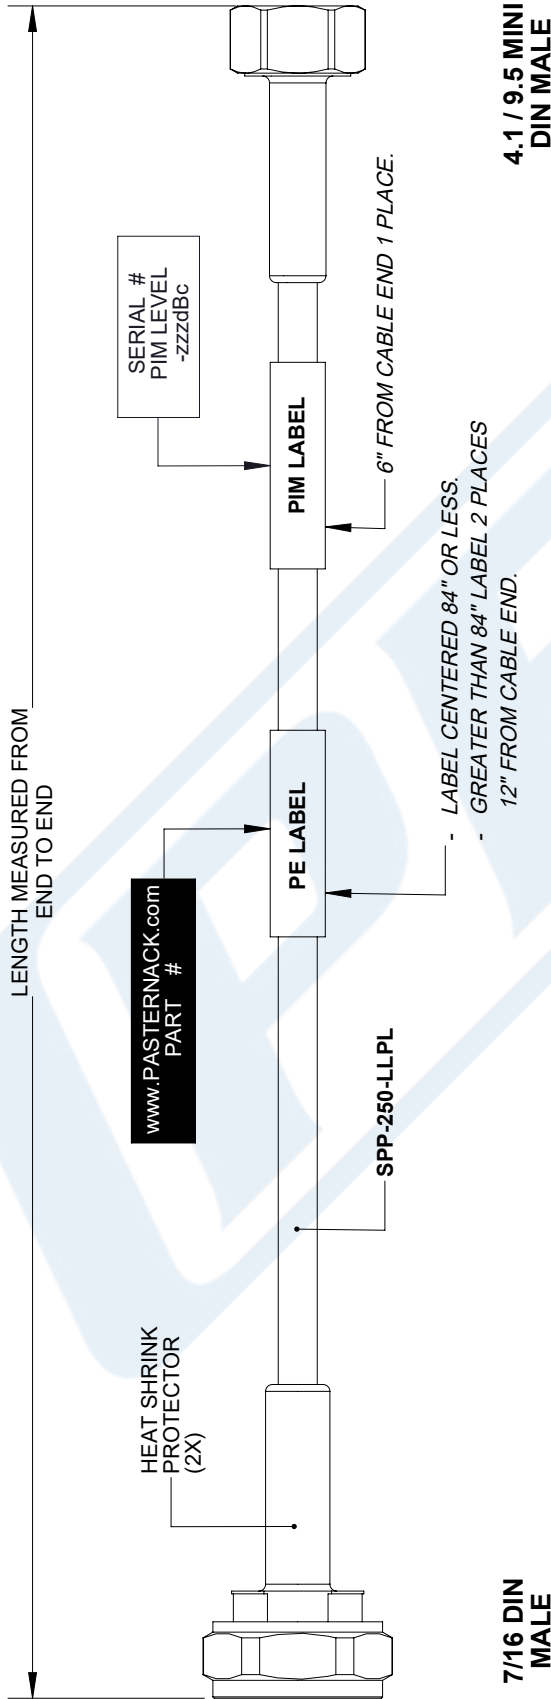 LENGTH MEASURED FROM
END TO END
HEAT SHRINK
PROTECTOR
(2X)
www.PASTERNACK.com
PART #
SERIAL #
PIM LEVEL
-zzzdBc
PE LABEL
PIM LABEL
SPP-250-LLPL
6" FROM CABLE END 1 PLACE.
- LABEL CENTERED 84" OR LESS.
- GREATER THAN 84" LABEL 2 PLACES
12" FROM CABLE END.
7/16 DIN
MALE
4.1 / 9.5 MINI
DIN MALE